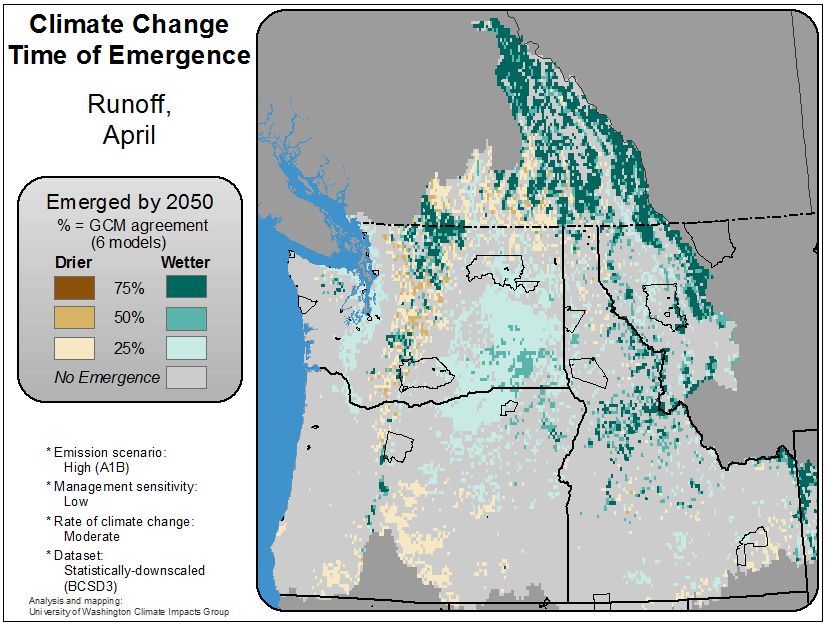 Climate Change
Time of Emergence
Runoff,
April
Emerged by 2050
% = GCM agreement
(6 models)
Drier Wetter
75%
50%
25%
No Emergence
* Emission scenario:
High (A1B)
* Management sensitivity:
Low
* Rate of climate change:
Moderate
* Dataset:
Statistically-downscaled
(BCSD3)
Analysis and mapping:
University of Washington Climate Impacts Group